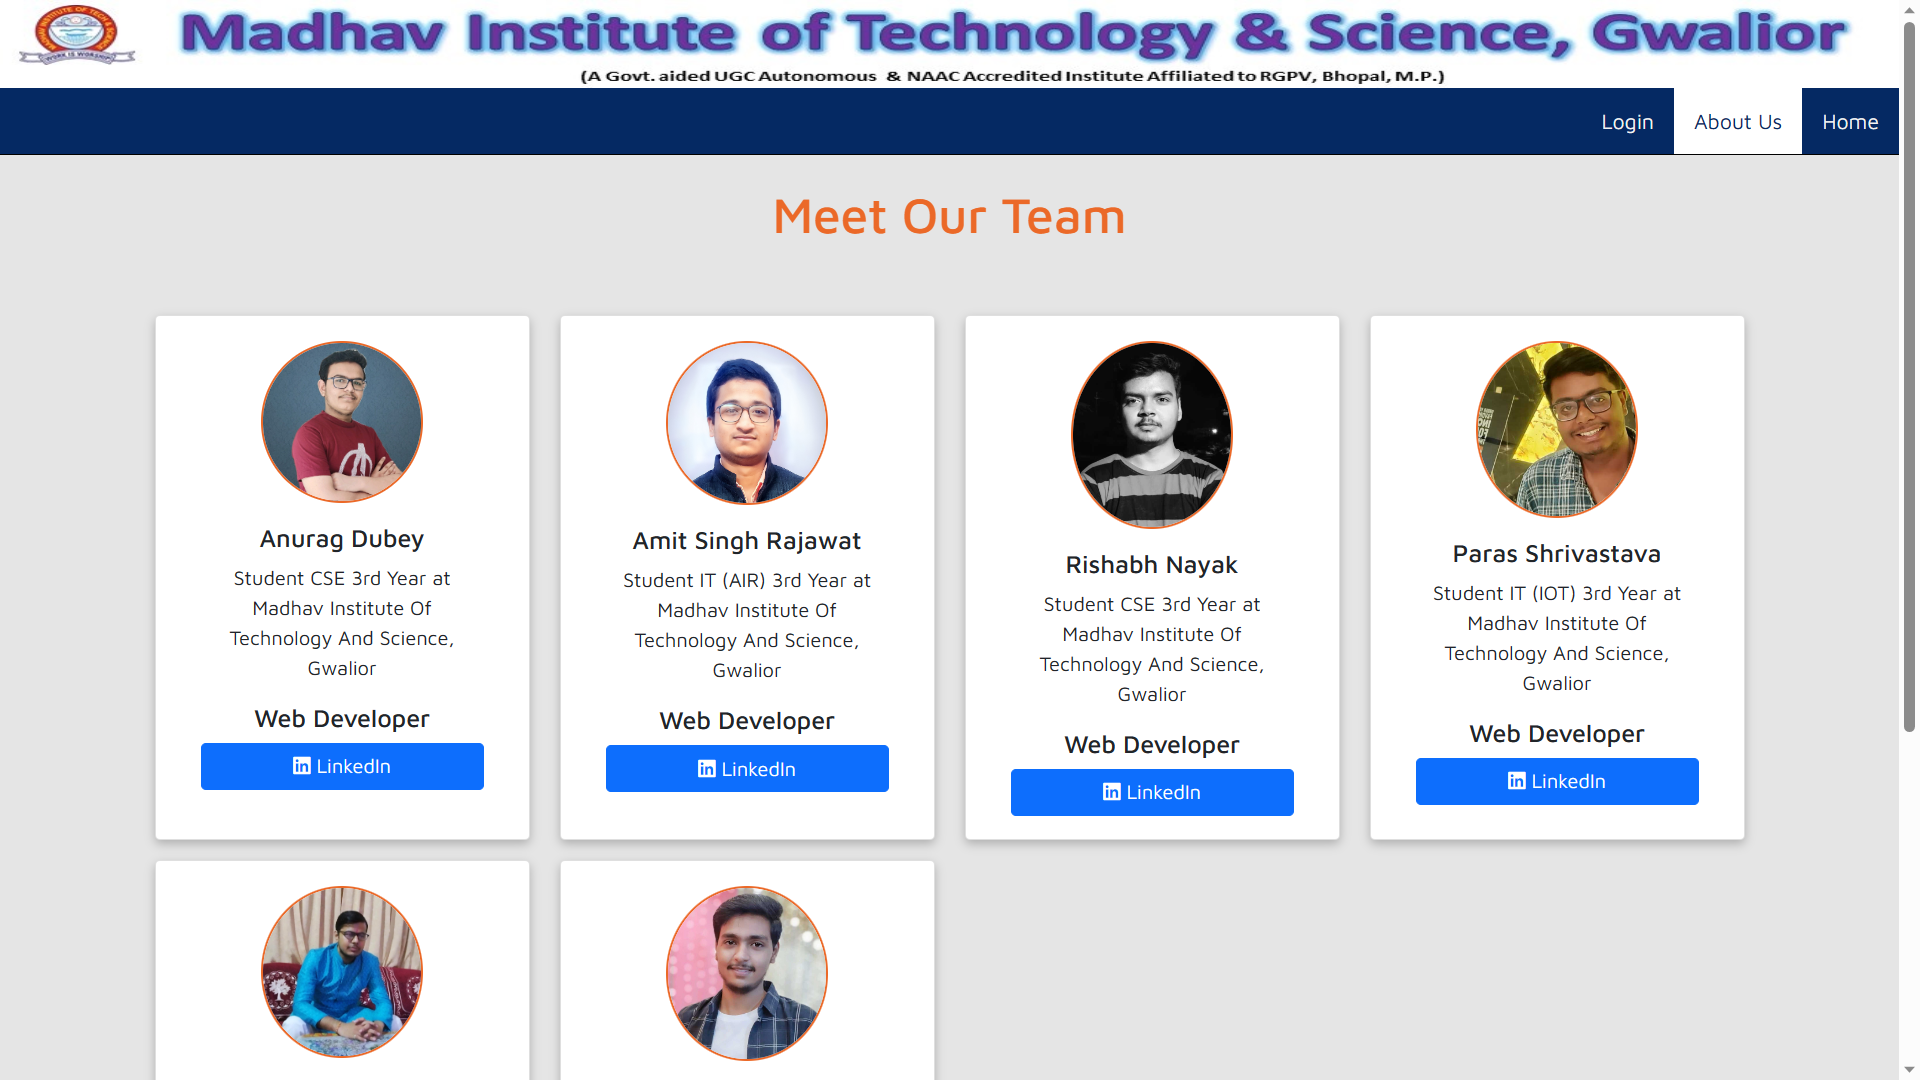 Madhav Institute of Technology & Science, Gwalior
(A Govt. aided UGC Autonomous & NAAC Accredited Institute Affiliated to RGPV, Bhopal, M.P.)
WORK IS WORSHIP
Login
About Us
Home
Meet Our Team
Anurag Dubey
Student CSE 3rd Year at
Madhav Institute Of
Technology And Science,
Gwalior
Web Developer
LinkedIn
Amit Singh Rajawat
Student IT (AIR) 3rd Year at
Madhav Institute Of
Technology And Science,
Gwalior
Web Developer
LinkedIn
Rishabh Nayak
Student CSE 3rd Year at
Madhav Institute Of
Technology And Science,
Gwalior
Web Developer
LinkedIn
Paras Shrivastava
Student IT (IOT) 3rd Year at
Madhav Institute Of
Technology And Science,
Gwalior
Web Developer
LinkedIn